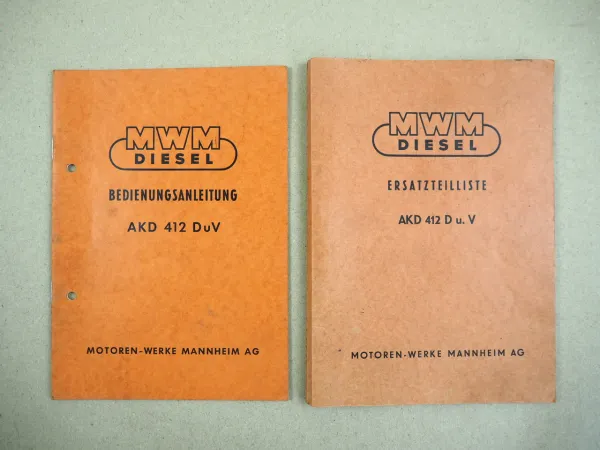 MWM
DIESEL
BEDIENUNGSANLEITUNG
AKD 412 DuV
MOTOREN-WERKE MANNHEIM AG
MWM
DIESEL
ERSATZTEILLISTE
AKD 412 D u. V
MOTOREN-WERKE MANNHEIM AG